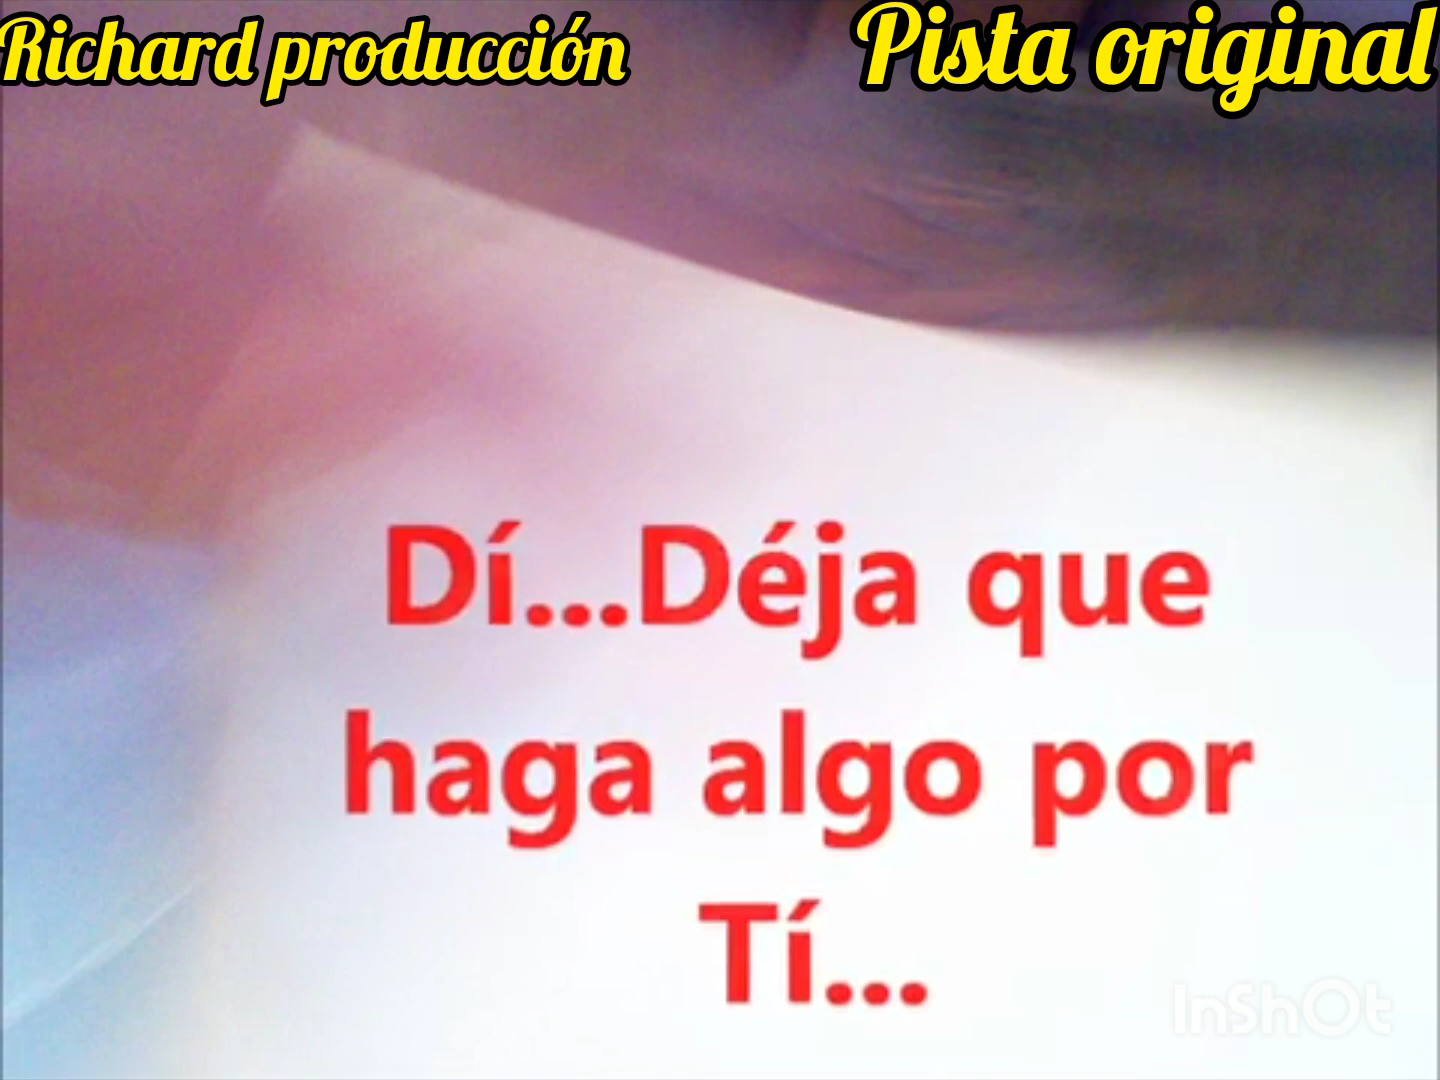 Richard producción
Pista original
Dí...Déja que
haga algo por
Tí...
InShOt